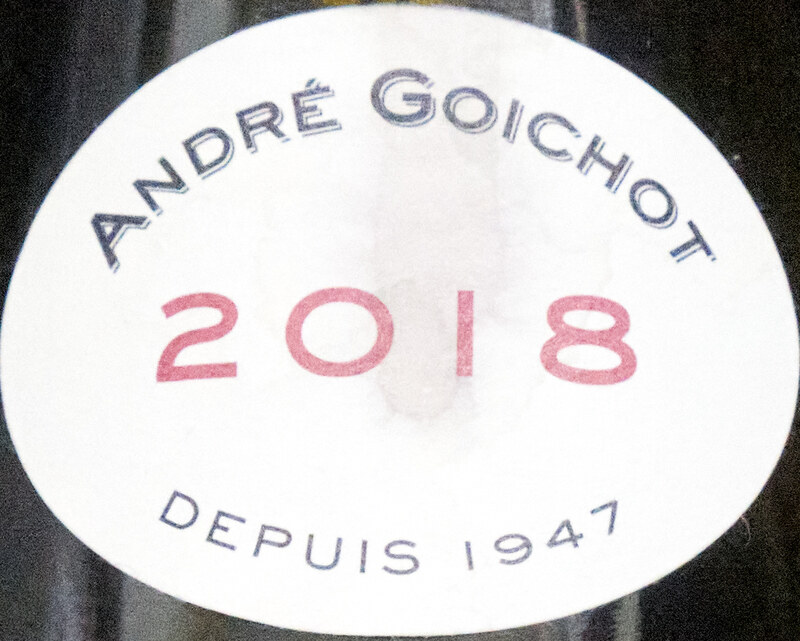 ANDRÉ GOICHOT
2018
DEPUIS 1947